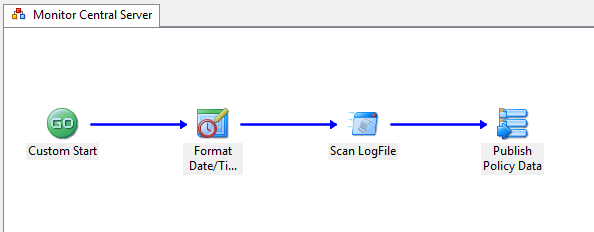 Monitor Central Server
GO
Custom Start
Format
Date/Ti...
Scan LogFile
Publish
Policy Data